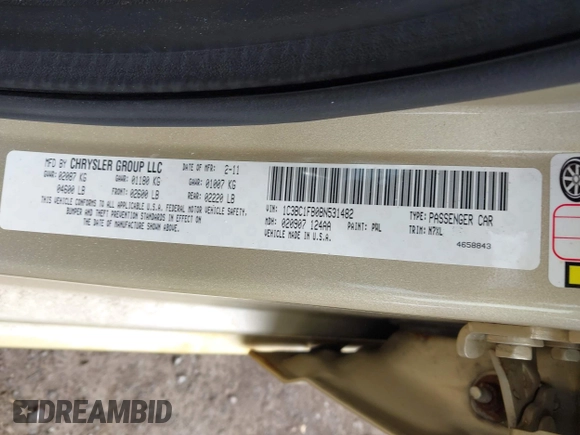 MFD BY CHRYSLER GROUP LLC DATE OF MFR: 2-11
GVWR: 02087 KG GAWR: 01180 KG GAWR: 01007 KG
04600 LB FRONT: 02600 LB REAR: 02220 LB
THIS VEHICLE CONFORMS TO ALL APPLICABLE U.S.A. FEDERAL MOTOR VEHICLE SAFETY,
BUMPER AND THEFT PREVENTION STANDARDS IN EFFECT ON
THE DATE OF MANUFACTURE SHOWN ABOVE.
VIN: 1C3BC1FB0BN531482 TYPE: PASSENGER CAR
MDH: 020907 124AA PAINT: PRL TRIM: N7XL
VEHICLE MADE IN U.S.A. 4658843
DREAMBID